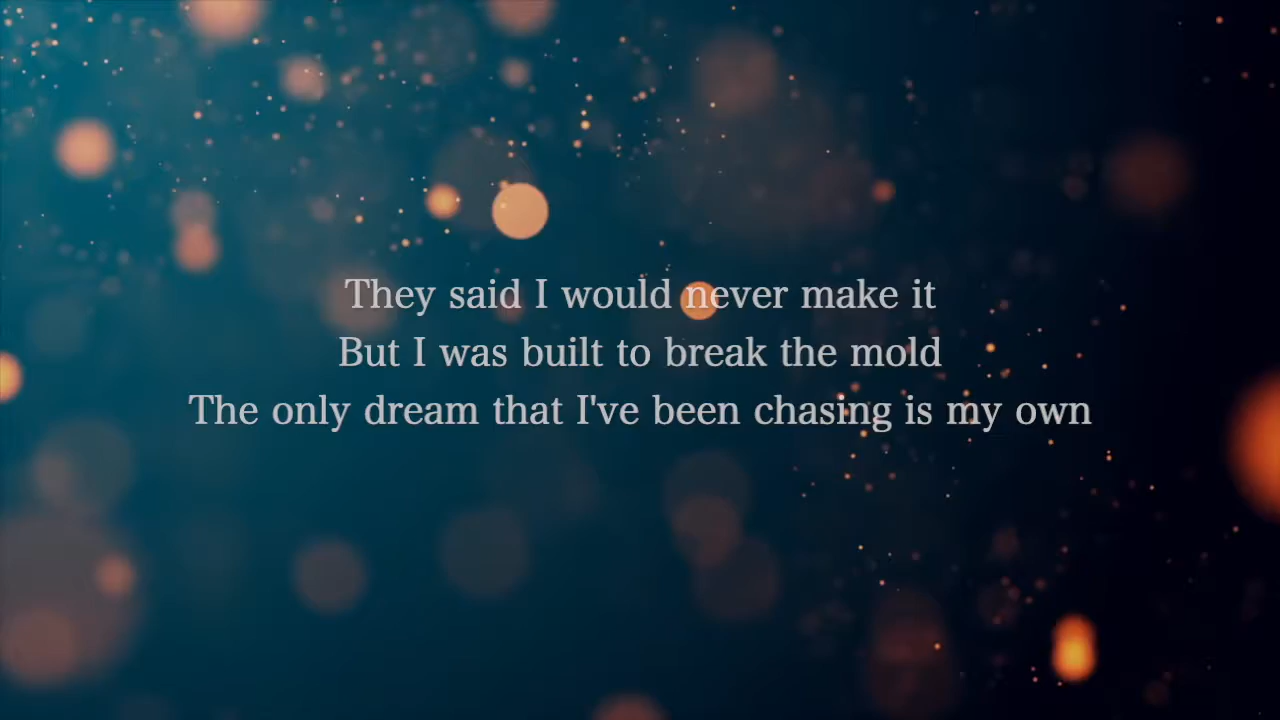 They said I would never make it
But I was built to break the mold
The only dream that I've been chasing is my own